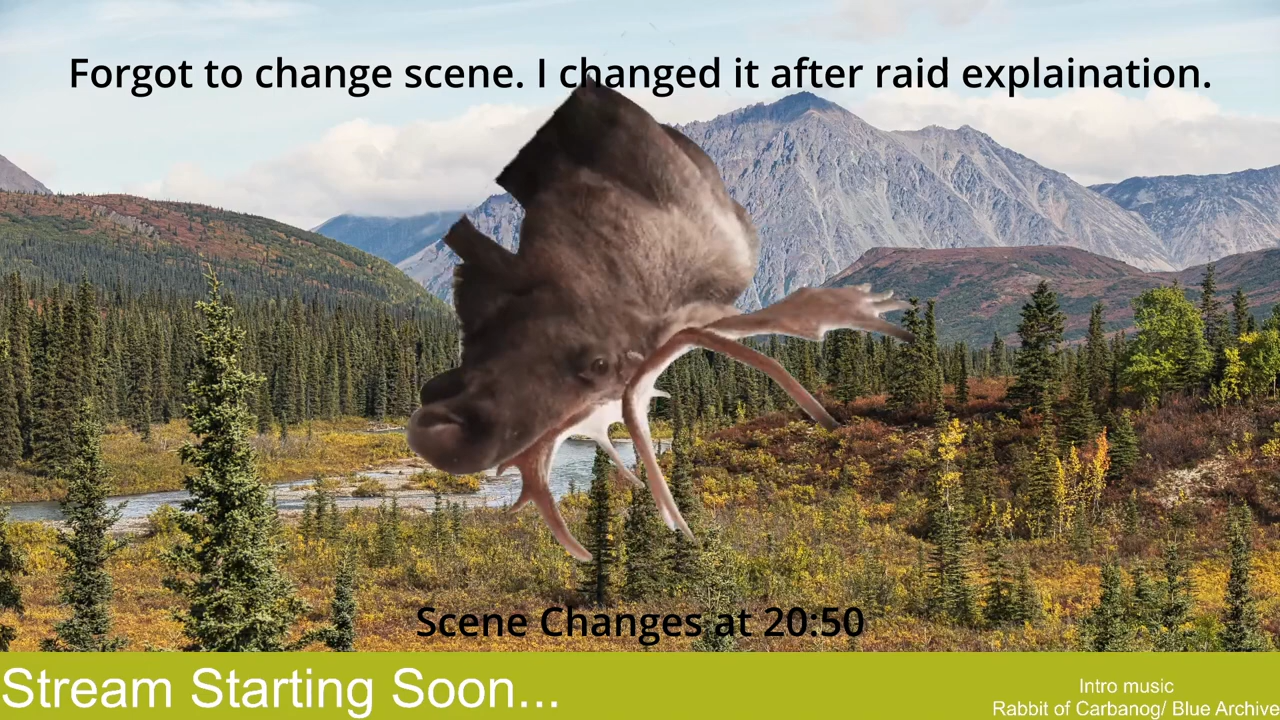 Forgot to change scene. I changed it after raid explaination.
Scene Changes at 20:50
Stream Starting Soon...
Intro music
Rabbit of Carbanog/ Blue Archive